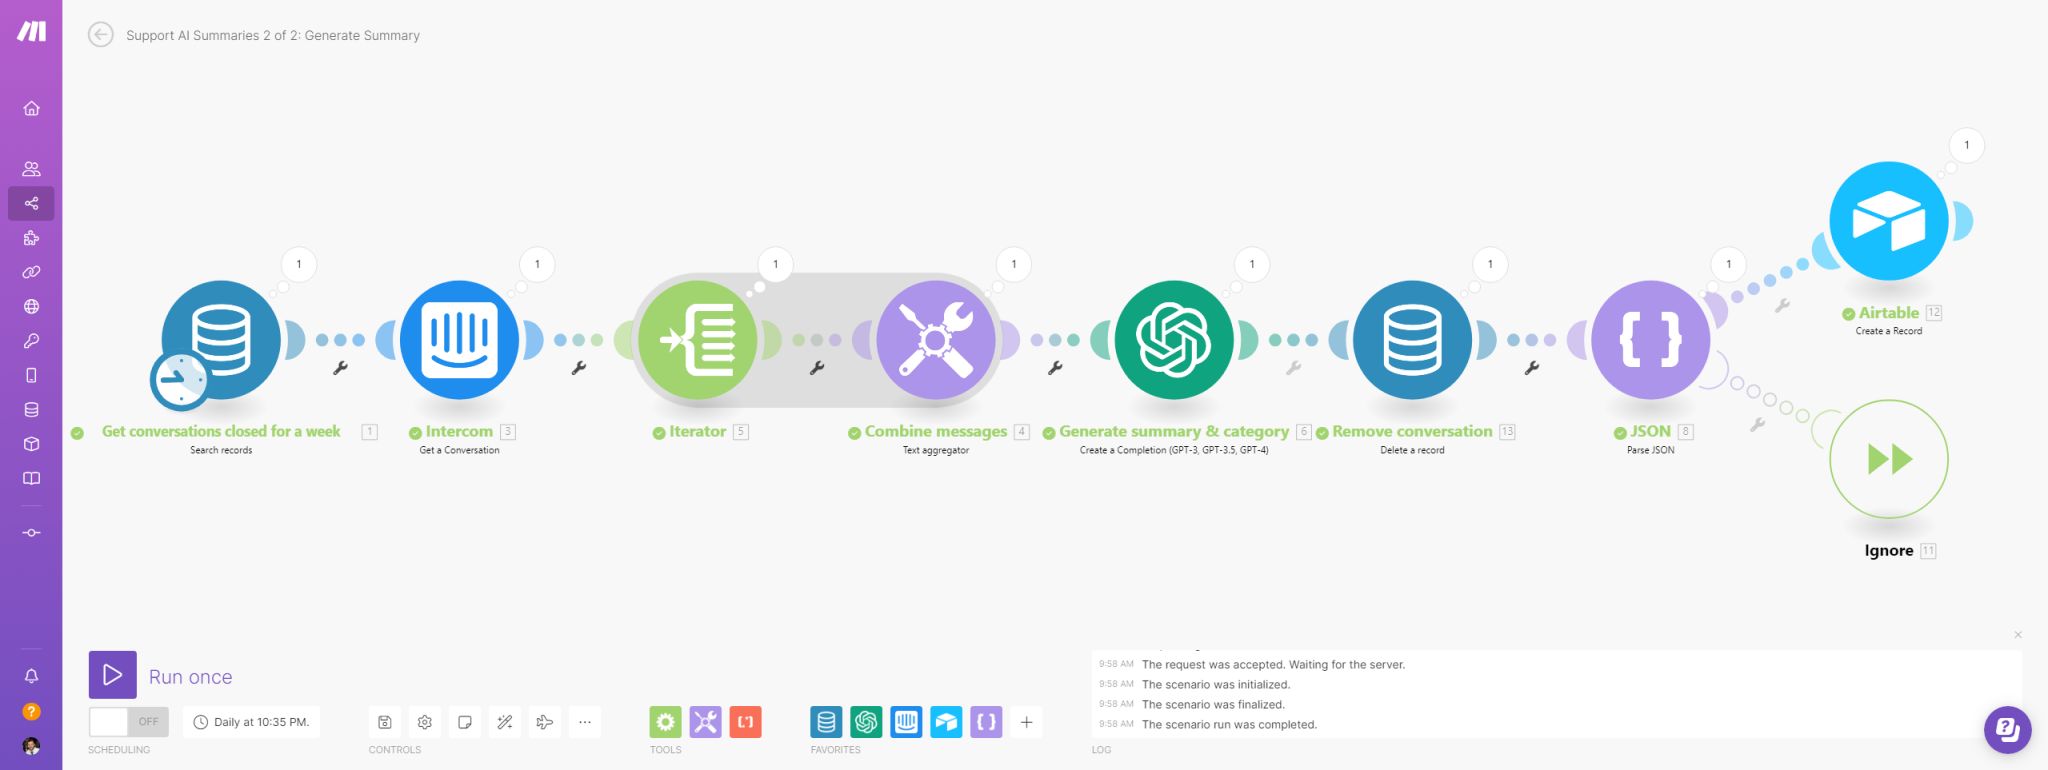 Support AI Summaries 2 of 2: Generate Summary
1
1
1
1
1
1
1
1
Airtable 12
Create a Record
Get conversations closed for a week 1
Search records
Intercom 3
Get a Conversation
Iterator 5
Combine messages 4
Text aggregator
Generate summary & category 6
Create a Completion (GPT-3, GPT-3.5, GPT-4)
Remove conversation 13
Delete a record
JSON 8
Parse JSON
Ignore 11
Run once
OFF
Daily at 10:35 PM.
SCHEDULING
CONTROLS
TOOLS
FAVORITES
9:58 AM The request was accepted. Waiting for the server.
9:58 AM The scenario was initialized.
9:58 AM The scenario was finalized.
9:58 AM The scenario run was completed.
LOG